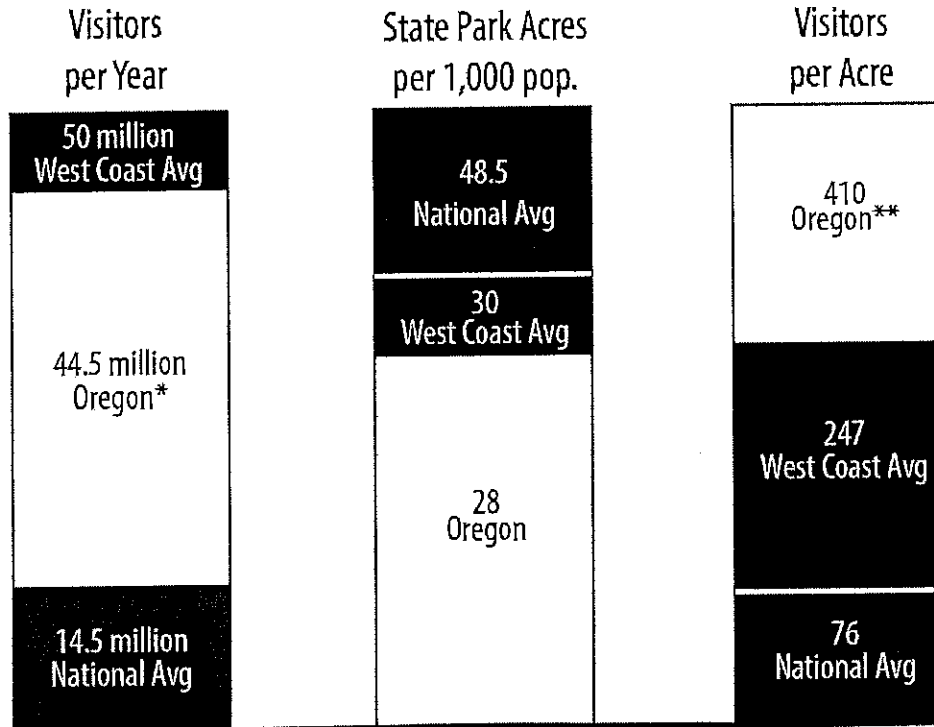 Visitors
per Year
50 million
West Coast Avg
44.5 million
Oregon*
14.5 million
National Avg
State Park Acres
per 1,000 pop.
48.5
National Avg
30
West Coast Avg
28
Oregon
Visitors
per Acre
410
Oregon**
247
West Coast Avg
76
National Avg